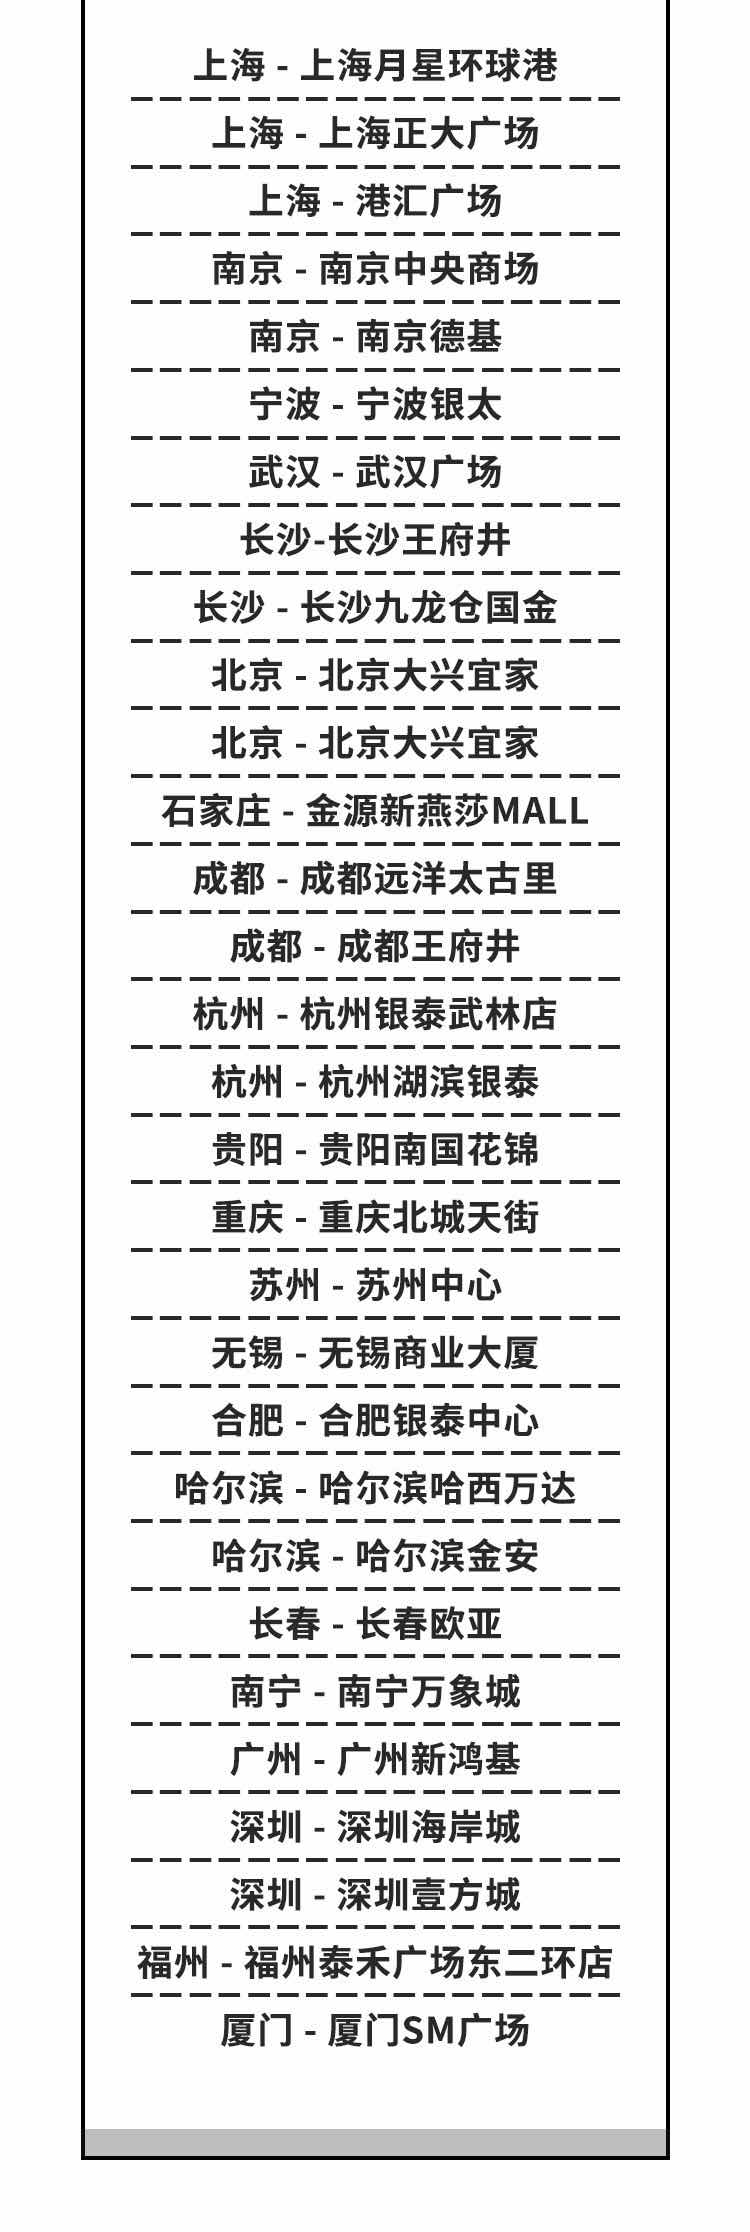 上海 - 上海月星环球港
上海 - 上海正大广场
上海 - 港汇广场
南京 - 南京中央商场
南京 - 南京德基
宁波 - 宁波银太
武汉 - 武汉广场
长沙-长沙王府井
长沙 - 长沙九龙仓国金
北京 - 北京大兴宜家
北京 - 北京大兴宜家
石家庄 - 金源新燕莎MALL
成都 - 成都远洋太古里
成都 - 成都王府井
杭州 - 杭州银泰武林店
杭州 - 杭州湖滨银泰
贵阳 - 贵阳南国花锦
重庆 - 重庆北城天街
苏州 - 苏州中心
无锡 - 无锡商业大厦
合肥 - 合肥银泰中心
哈尔滨 - 哈尔滨哈西万达
哈尔滨 - 哈尔滨金安
长春 - 长春欧亚
南宁 - 南宁万象城
广州 - 广州新鸿基
深圳 - 深圳海岸城
深圳 - 深圳壹方城
福州 - 福州泰禾广场东二环店
厦门 - 厦门SM广场